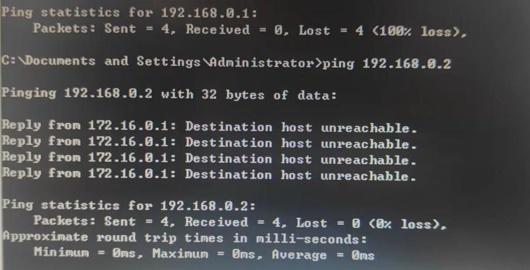 Ping statistics for 192.168.0.1:
Packets: Sent = 4, Received = 0, Lost = 4 (100% loss),
C:\Documents and Settings\Administrator>ping 192.168.0.2
Pinging 192.168.0.2 with 32 bytes of data:
Reply from 172.16.0.1: Destination host unreachable.
Reply from 172.16.0.1: Destination host unreachable.
Reply from 172.16.0.1: Destination host unreachable.
Reply from 172.16.0.1: Destination host unreachable.
Ping statistics for 192.168.0.2:
Packets: Sent = 4, Received = 4, Lost = 0 (0% loss),
Approximate round trip times in milli-seconds:
Minimum = 0ms, Maximum = 0ms, Average = 0ms